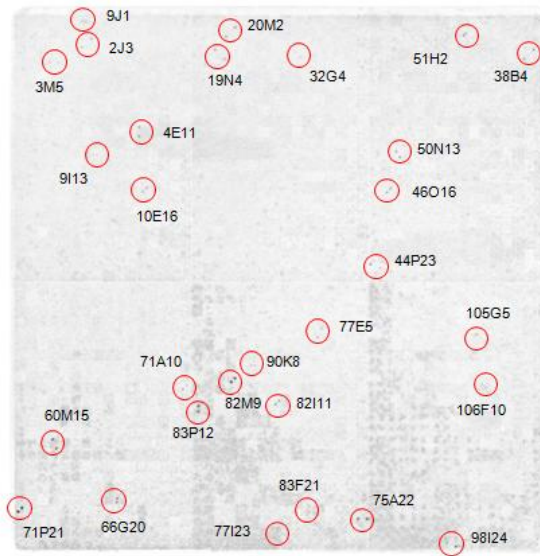 9J1
20M2
2J3
51H2
3M5
19N4
32G4
38B4
4E11
50N13
9I13
46O16
10E16
44P23
105G5
77E5
71A10
90K8
82M9
82I11
106F10
60M15
83P12
83F21
75A22
71P21
66G20
77I23
98I24